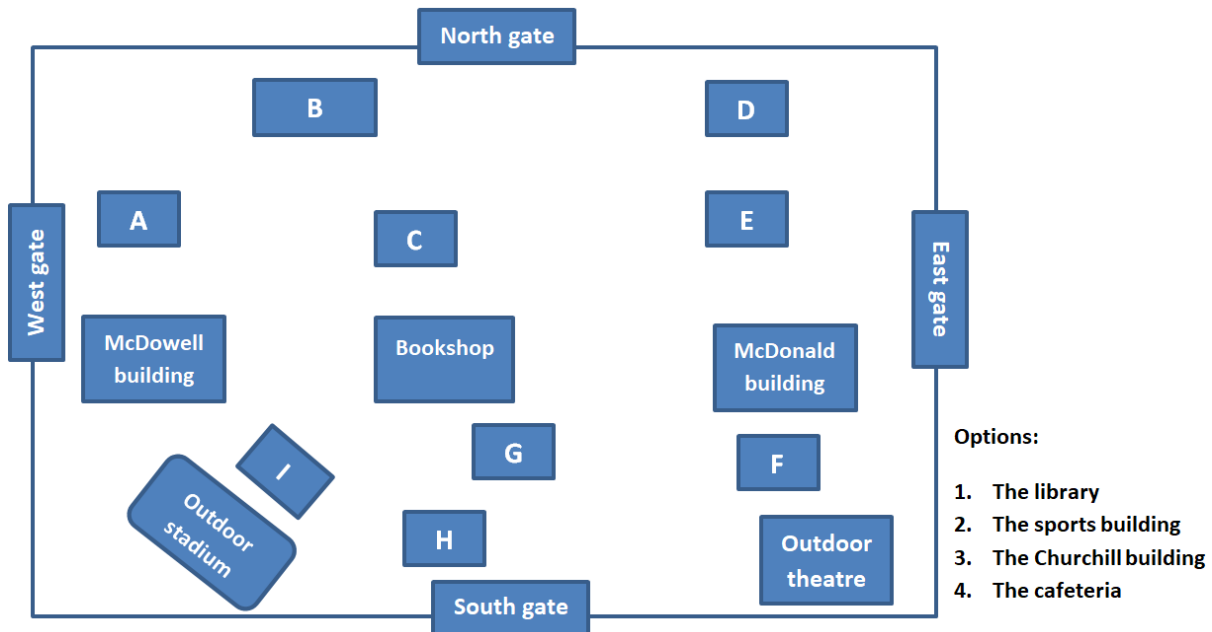 North gate
B
D
A
E
C
West gate
East gate
McDowell
building
Bookshop
McDonald
building
G
F
I
Outdoor
stadium
H
Outdoor
theatre
South gate
Options:
1. The library
2. The sports building
3. The Churchill building
4. The cafeteria